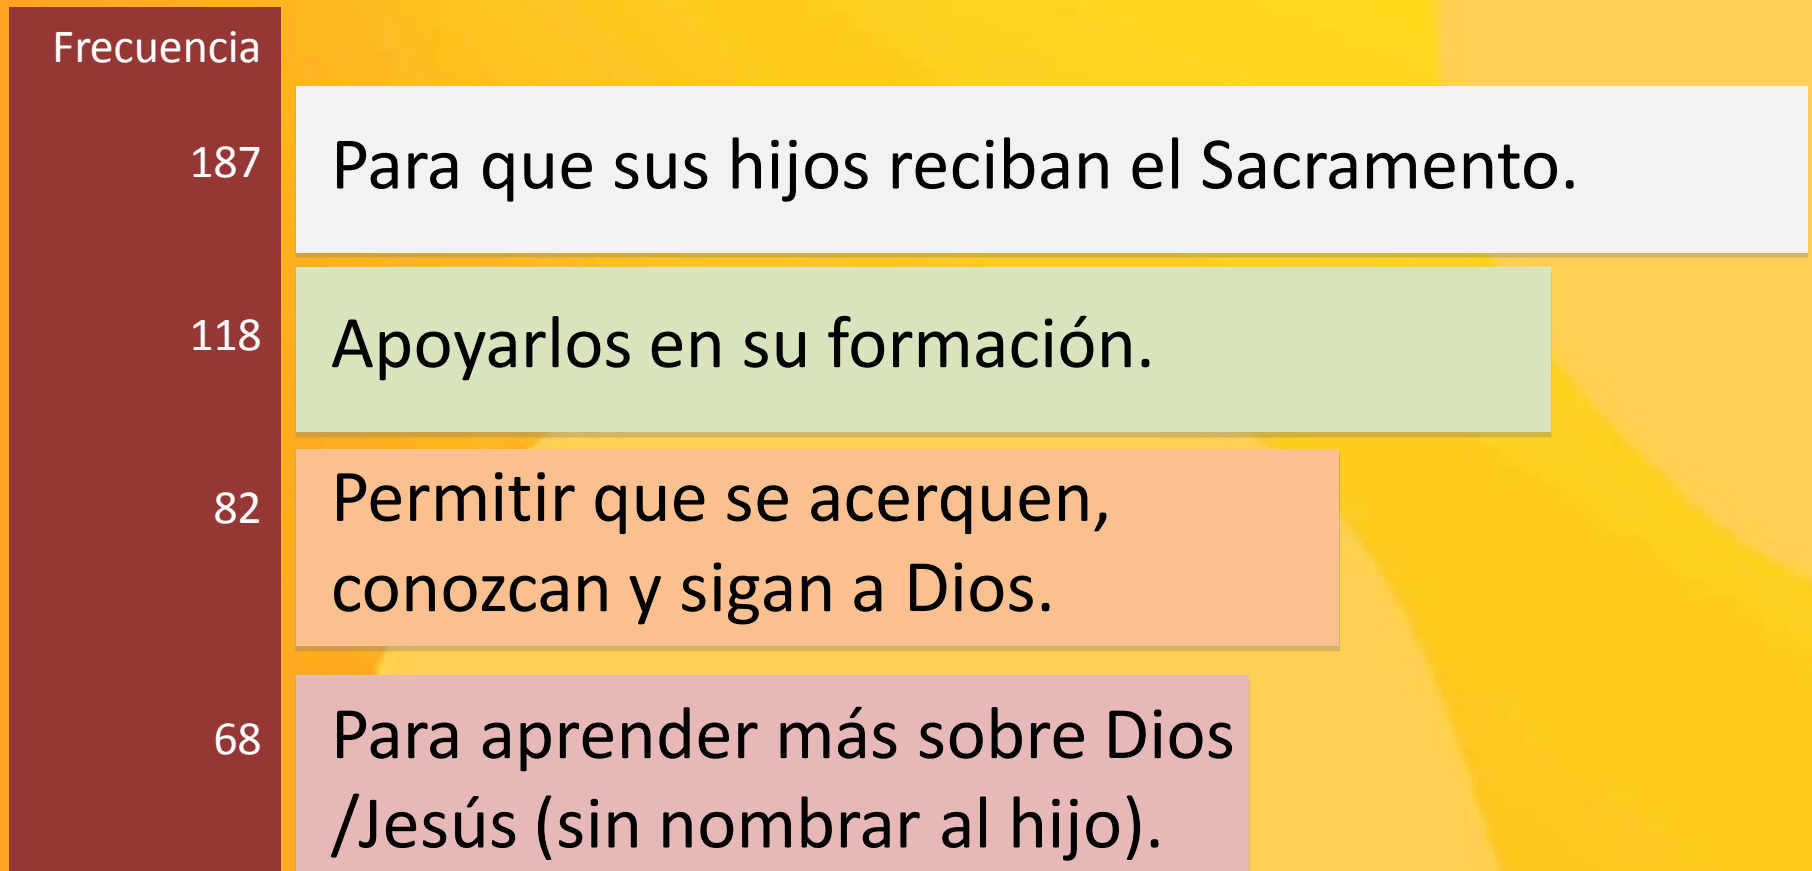 Frecuencia
187 Para que sus hijos reciban el Sacramento.
118 Apoyarlos en su formación.
82 Permitir que se acerquen,
conozcan y sigan a Dios.
68 Para aprender más sobre Dios
/Jesús (sin nombrar al hijo).